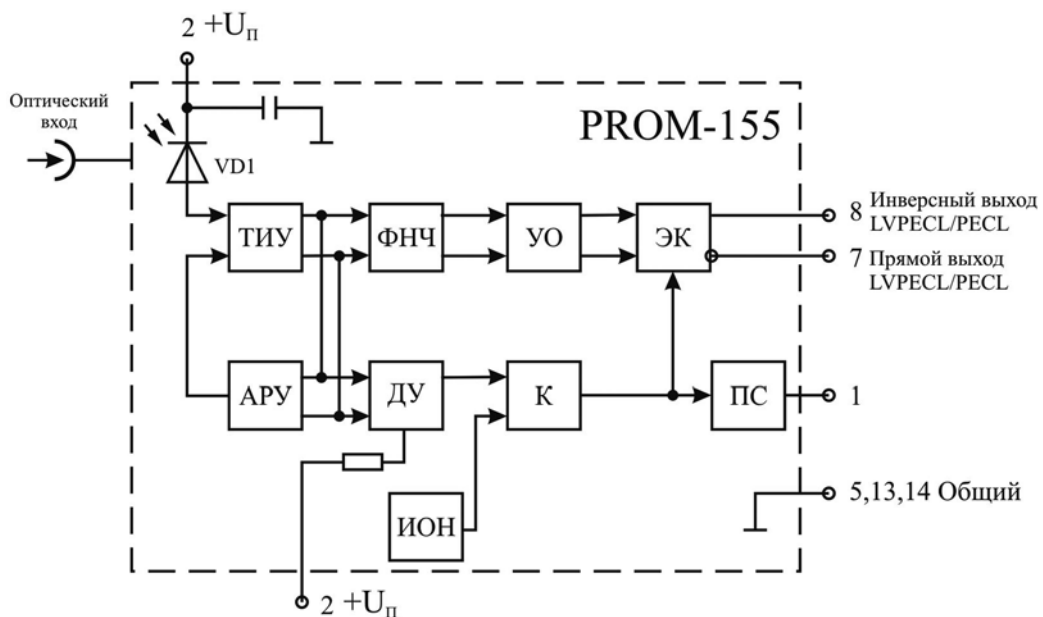 2 +Uп
Оптический
вход
PROM-155
VD1
ТИУ
ФНЧ
УО
ЭК
8 Инверсный выход
LVPECL/PECL
7 Прямой выход
LVPECL/PECL
АРУ
ДУ
К
ПС
1
ИОН
5,13,14 Общий
2 +Uп